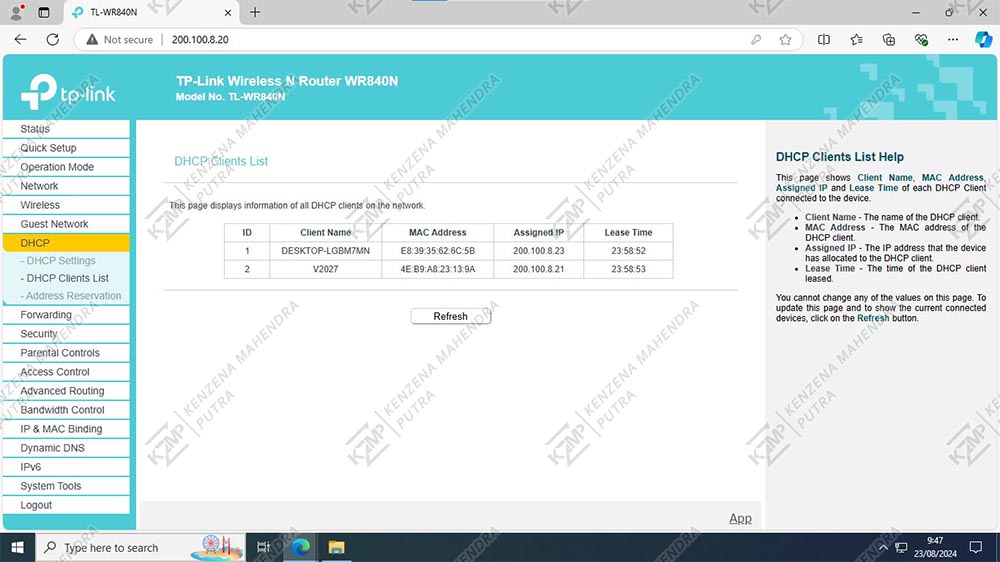 TL-WR840N
Not secure
200.100.8.20
tp-link
TP-Link Wireless N Router WR840N
Model No. TL-WR840N
Status
Quick Setup
Operation Mode
Network
Wireless
Guest Network
DHCP
- DHCP Settings
- DHCP Clients List
- Address Reservation
Forwarding
Security
Parental Controls
Access Control
Advanced Routing
Bandwidth Control
IP & MAC Binding
Dynamic DNS
IPv6
System Tools
Logout
DHCP Clients List
This page displays information of all DHCP clients on the network.
ID Client Name MAC Address Assigned IP Lease Time
1 DESKTOP-LGBM7MN E8:39:35:62:6C:5B 200.100.8.23 23:58:52
2 V2027 4E:B9:A8:23:13:9A 200.100.8.21 23:58:53
Refresh
App
DHCP Clients List Help
This page shows Client Name, MAC Address,
Assigned IP and Lease Time of each DHCP Client
connected to the device.
• Client Name - The name of the DHCP client.
• MAC Address - The MAC address of the
DHCP client.
• Assigned IP - The IP address that the device
has allocated to the DHCP client.
• Lease Time - The time of the DHCP client
leased.
You cannot change any of the values on this page. To
update this page and to show the current connected
devices, click on the Refresh button.
Type here to search
9:47
23/08/2024
KZMP
KENZENA MAHENDRA
PUTRA